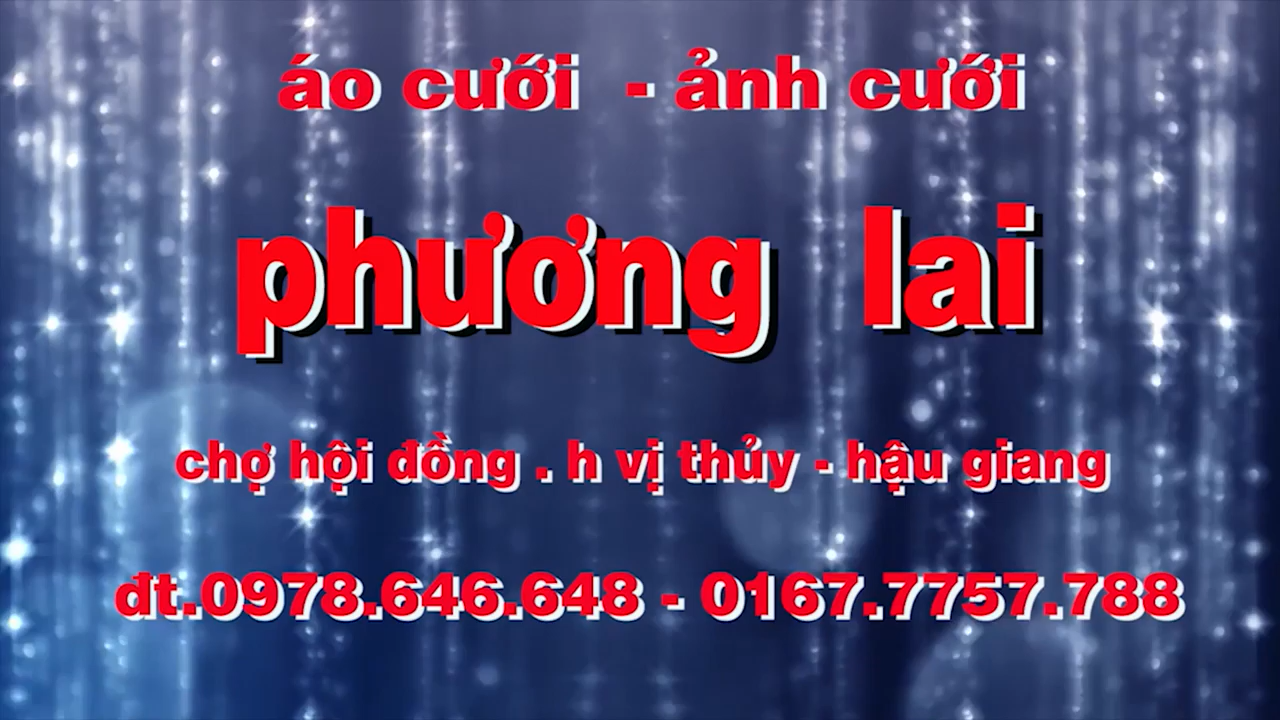 áo cưới - ảnh cưới
phương lai
chợ hội đồng . h vị thủy - hậu giang
đt.0978.646.648 - 0167.7757.788